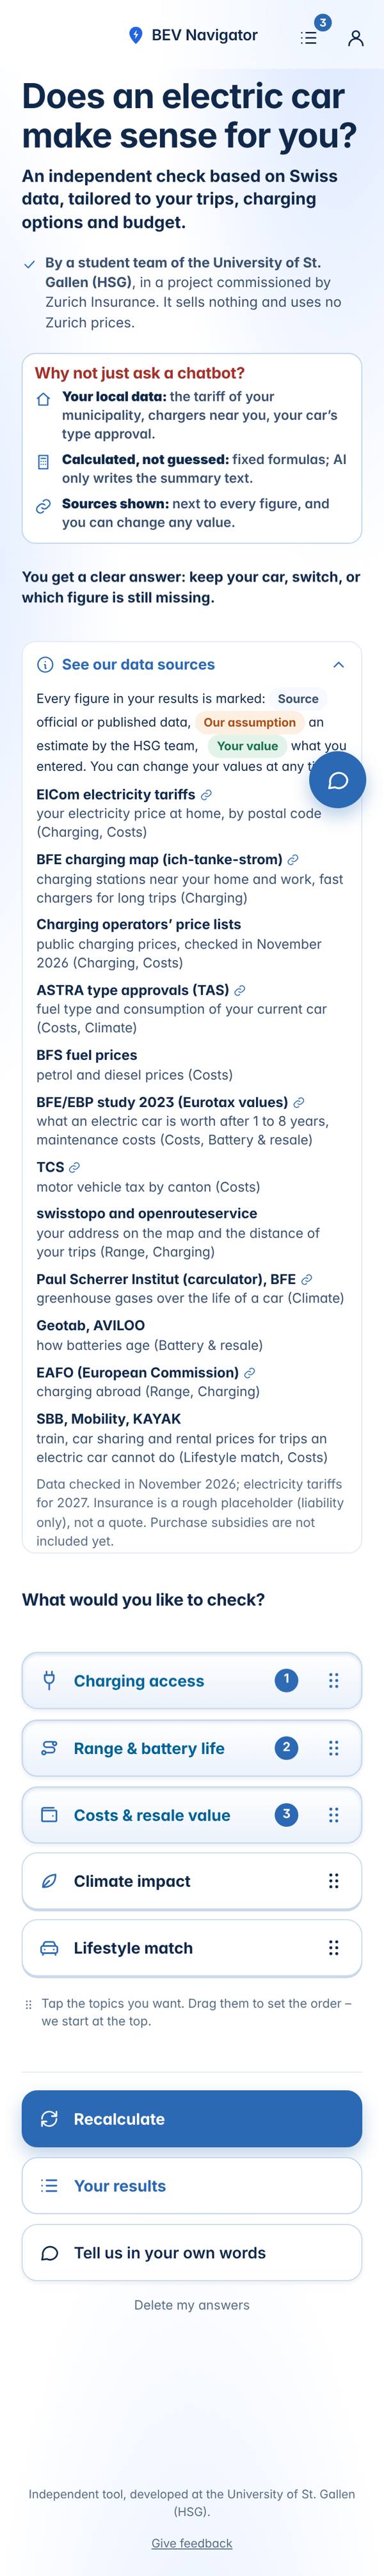 BEV Navigator
3
Does an electric car
make sense for you?
An independent check based on Swiss
data, tailored to your trips, charging
options and budget.
By a student team of the University of St.
Gallen (HSG), in a project commissioned by
Zurich Insurance. It sells nothing and uses no
Zurich prices.
Why not just ask a chatbot?
Your local data: the tariff of your
municipality, chargers near you, your car’s
type approval.
Calculated, not guessed: fixed formulas; AI
only writes the summary text.
Sources shown: next to every figure, and
you can change any value.
You get a clear answer: keep your car, switch, or
which figure is still missing.
See our data sources
Every figure in your results is marked: Source
official or published data, Our assumption an
estimate by the HSG team, Your value what you
entered. You can change your values at any
ElCom electricity tariffs
your electricity price at home, by postal code
(Charging, Costs)
BFE charging map (ich-tanke-strom)
charging stations near your home and work, fast
chargers for long trips (Charging)
Charging operators’ price lists
public charging prices, checked in November
2026 (Charging, Costs)
ASTRA type approvals (TAS)
fuel type and consumption of your current car
(Costs, Climate)
BFS fuel prices
petrol and diesel prices (Costs)
BFE/EBP study 2023 (Eurotax values)
what an electric car is worth after 1 to 8 years,
maintenance costs (Costs, Battery & resale)
TCS
motor vehicle tax by canton (Costs)
swisstopo and openrouteservice
your address on the map and the distance of
your trips (Range, Charging)
Paul Scherrer Institut (carculator), BFE
greenhouse gases over the life of a car (Climate)
Geotab, AVILOO
how batteries age (Battery & resale)
EAFO (European Commission)
charging abroad (Range, Charging)
SBB, Mobility, KAYAK
train, car sharing and rental prices for trips an
electric car cannot do (Lifestyle match, Costs)
Data checked in November 2026; electricity tariffs
for 2027. Insurance is a rough placeholder (liability
only), not a quote. Purchase subsidies are not
included yet.
What would you like to check?
Charging access 1
Range & battery life 2
Costs & resale value 3
Climate impact
Lifestyle match
Tap the topics you want. Drag them to set the order –
we start at the top.
Recalculate
Your results
Tell us in your own words
Delete my answers
Independent tool, developed at the University of St. Gallen
(HSG).
Give feedback